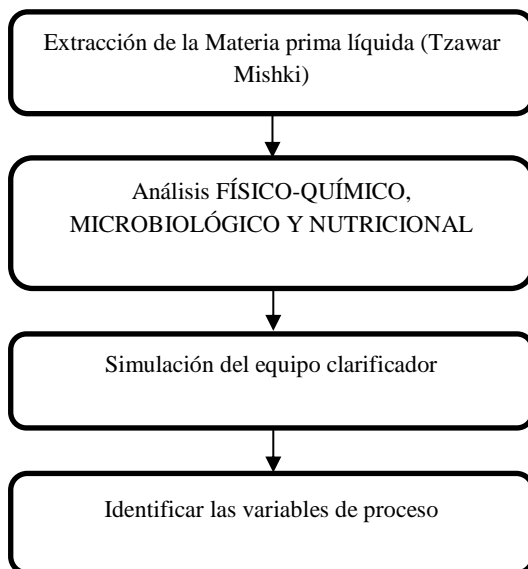 Extracción de la Materia prima líquida (Tzawar
Mishki)
Análisis FÍSICO-QUÍMICO,
MICROBIOLÓGICO Y NUTRICIONAL
Simulación del equipo clarificador
Identificar las variables de proceso